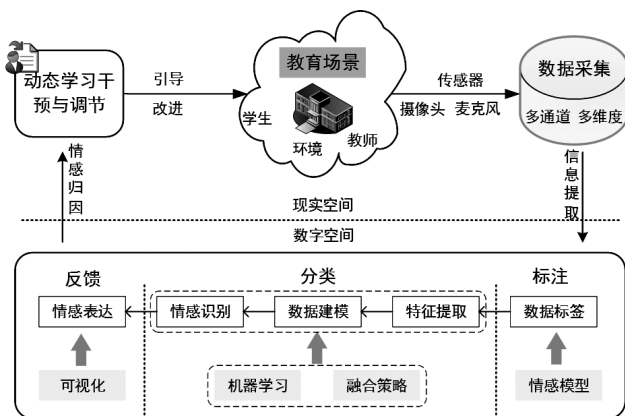 动态学习干
预与调节
引导
改进
教育场景
学生
环境
教师
传感器
摄像头 麦克风
数据采集
多通道 多维度
情感归因
信息提取
现实空间
数字空间
反馈
分类
标注
情感表达
情感识别
数据建模
特征提取
数据标签
可视化
机器学习
融合策略
情感模型